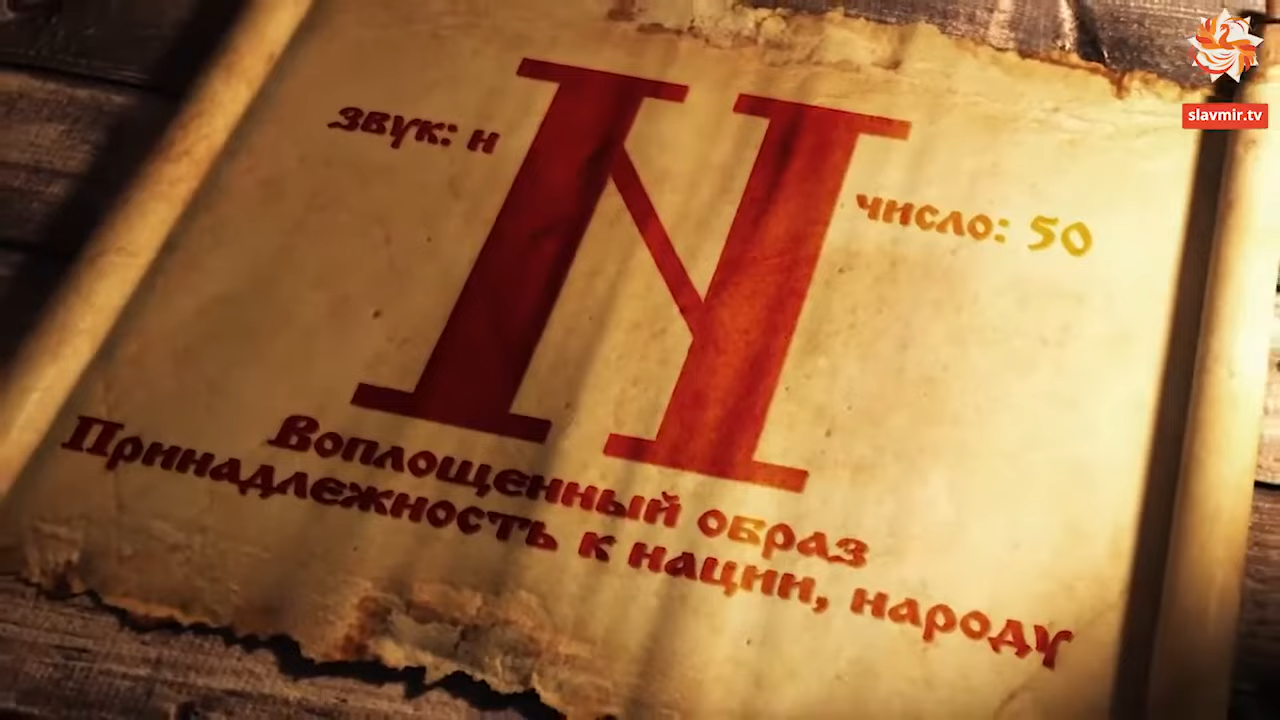 slavmir.tv
звук: н
N
число: 50
Воплощенный образ
Принадлежность к нации, народу